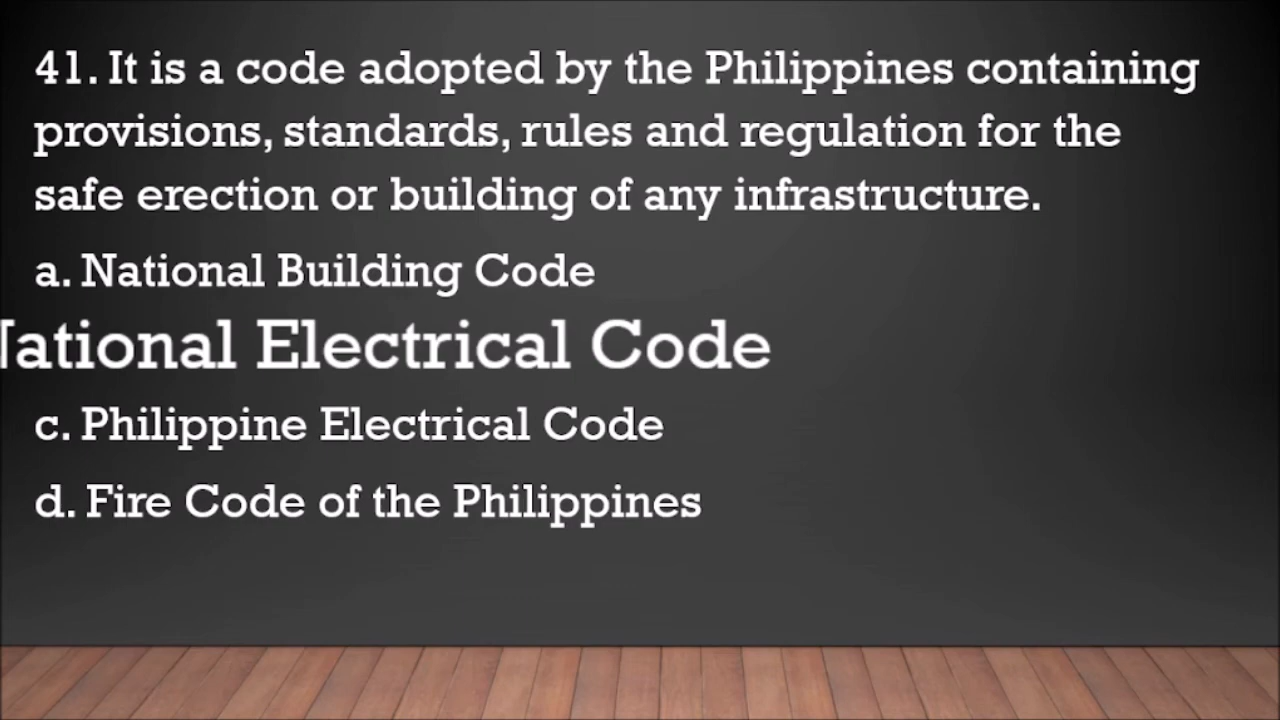 41. It is a code adopted by the Philippines containing
provisions, standards, rules and regulation for the
safe erection or building of any infrastructure.
a. National Building Code
National Electrical Code
c. Philippine Electrical Code
d. Fire Code of the Philippines